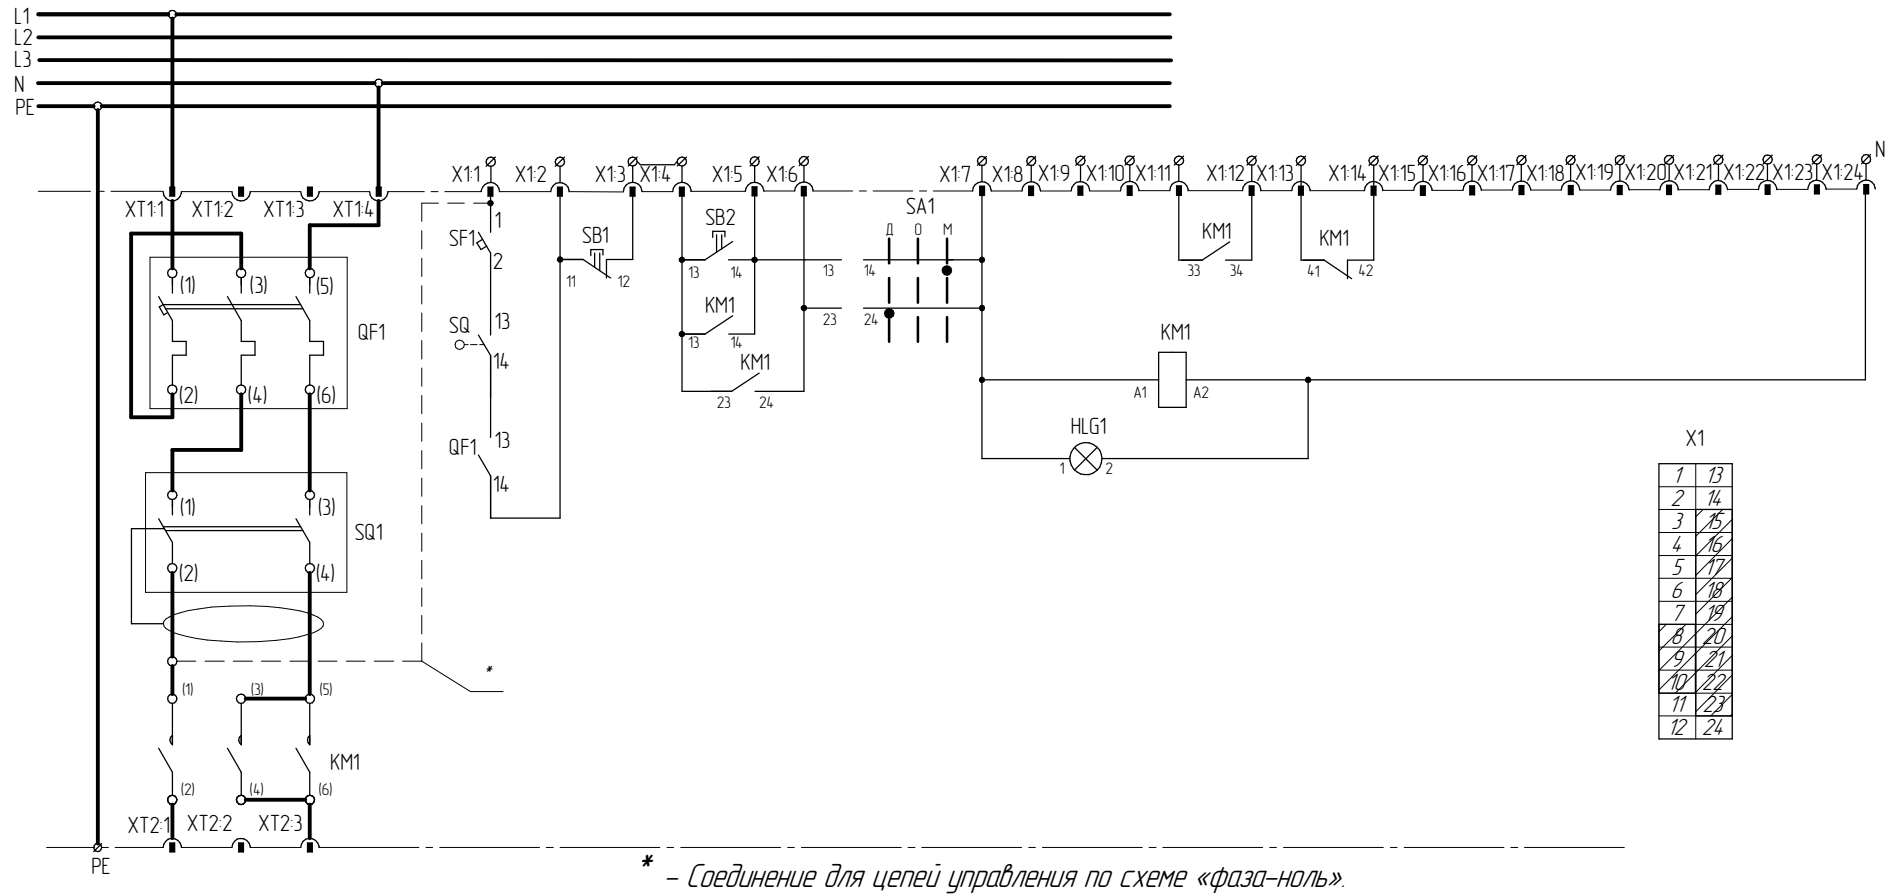 L1
L2
L3
N
PE
N
X1:1 X1:2 X1:3 X1:4 X1:5 X1:6 X1:7 X1:8 X1:9 X1:10 X1:11 X1:12 X1:13 X1:14 X1:15 X1:16 X1:17 X1:18 X1:19 X1:20 X1:21 X1:22 X1:23 X1:24
XT1:1 XT1:2 XT1:3 XT1:4
(1) (3) (5)
QF1
(2) (4) (6)
(1) (3)
SQ1
(2) (4)
*
(1) (3) (5)
KM1
(2) (4) (6)
XT2:1 XT2:2 XT2:3
PE
1
SF1
2
13
SQ
14
13
QF1
14
SB1
11 12
SB2
13 14
KM1
13 14
KM1
23 24
SA1
Д О М
13 14
23 24
KM1
33 34
KM1
41 42
KM1
A1 A2
HLG1
1 2
X1
1 13
2 14
3 15
4 16
5 17
6 18
7 19
8 20
9 21
10 22
11 23
12 24
* – Соединение для цепей управления по схеме «фаза–ноль».